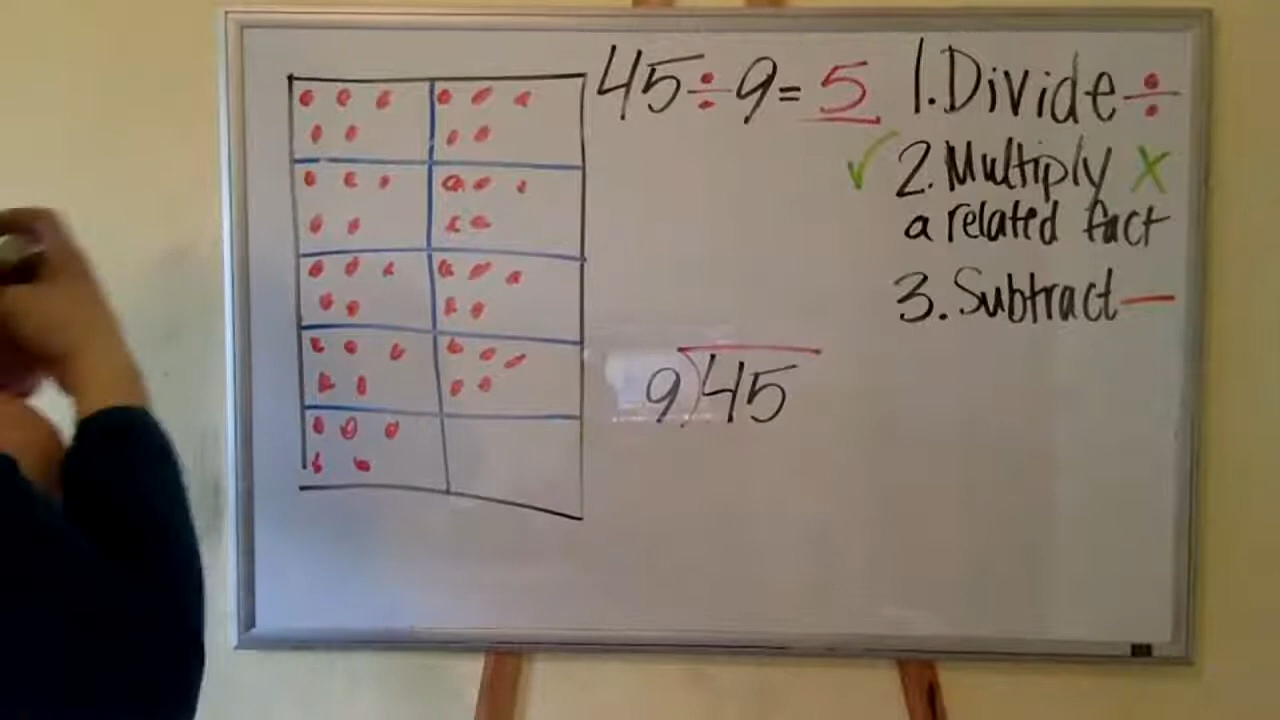 45÷9=5
1. Divide ÷
✓ 2. Multiply X
a related fact
3. Subtract —
9)45